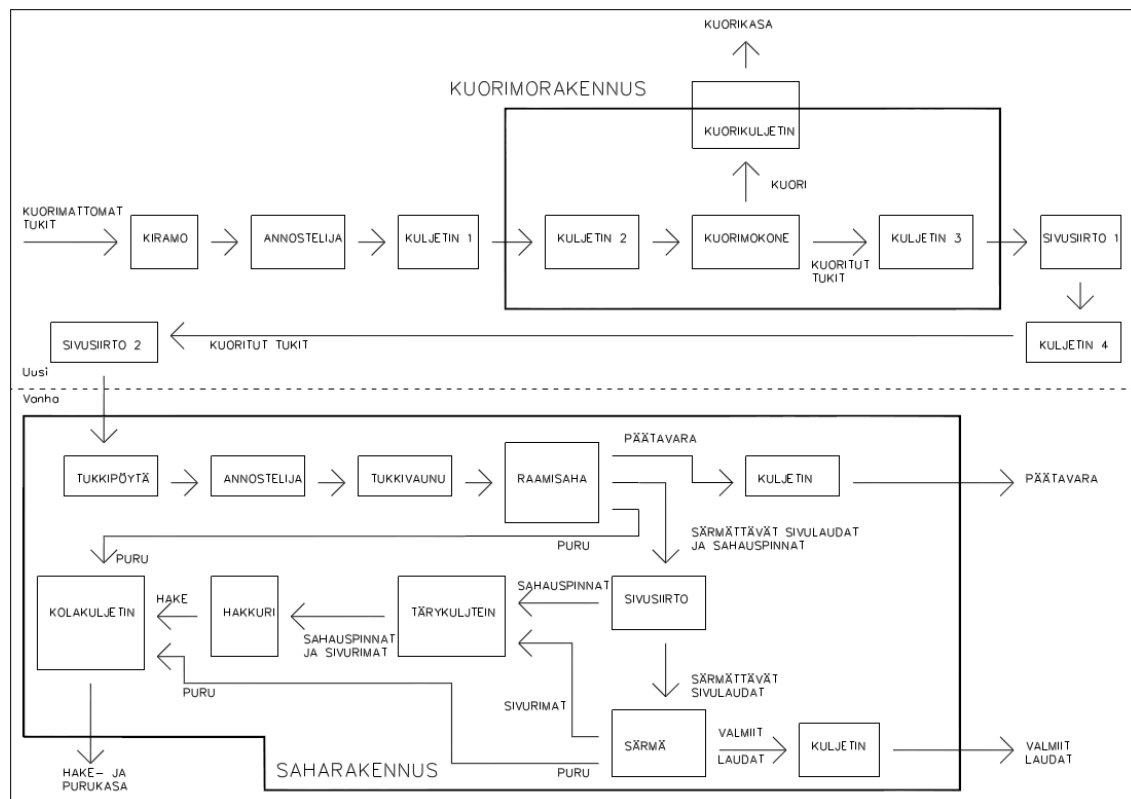 KUORIKASA
KUORIMORAKENNUS
KUORIKULJETIN
KUORI
KUORIMATTOMAT
TUKIT
KIRAMO
ANNOSTELIJA
KULJETIN 1
KULJETIN 2
KUORIMOKONE
KUORITUT
TUKIT
KULJETIN 3
SIVUSIIRTO 1
SIVUSIIRTO 2
KUORITUT TUKIT
KULJETIN 4
Uusi
Vanha
PÄÄTAVARA
TUKKIPÖYTÄ
ANNOSTELIJA
TUKKIVAUNU
RAAMISAHA
KULJETIN
PÄÄTAVARA
SÄRMÄTTÄVÄT SIVULAUDAT
JA SAHAUSPINNAT
PURU
PURU
SAHAUSPINNAT
KOLAKULJETIN
HAKE
HAKKURI
TÄRYKULJTEIN
SIVUSIIRTO
SAHAUSPINNAT
JA SIVURIMAT
SÄRMÄTTÄVÄT
SIVULAUDAT
PURU
SIVURIMAT
SÄRMÄ
VALMIIT
LAUDAT
KULJETIN
VALMIIT
LAUDAT
PURU
HAKE- JA
PURUKASA
SAHARAKENNUS